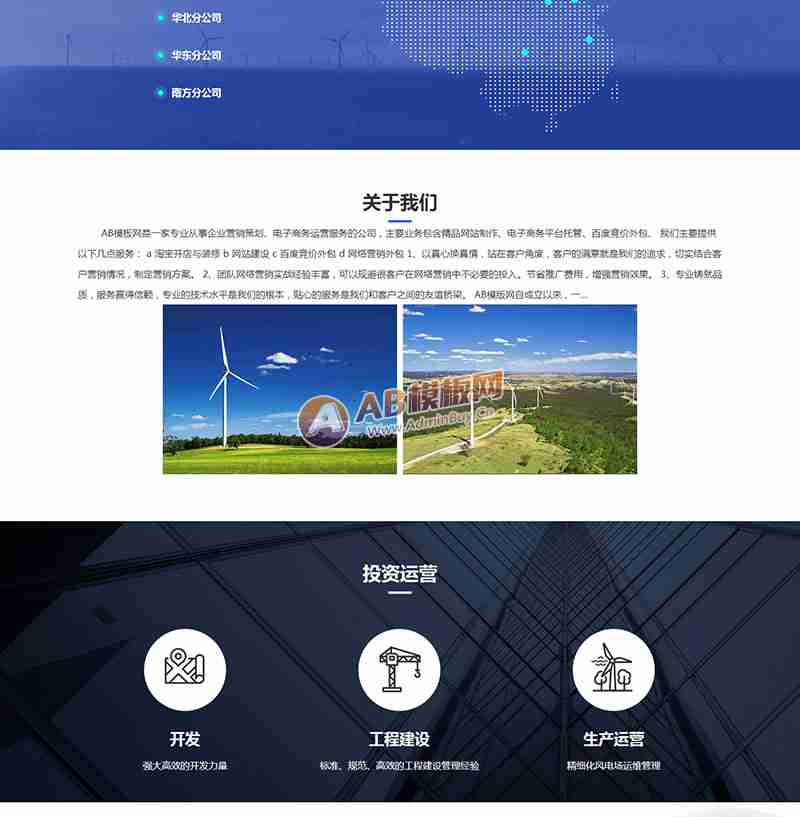 华北分公司
华东分公司
南方分公司
关于我们
AB模板网是一家专业从事企业营销策划、电子商务运营服务的公司，主要业务包含精品网站制作、电子商务平台托管、百度竞价外包。 我们主要提供
以下几点服务： a 淘宝开店与装修 b 网站建设 c 百度竞价外包 d 网络营销外包 1、以真心换真情，站在客户角度，客户的满意就是我们的追求，切实结合客
户营销情况，制定营销方案。 2、团队网络营销实战经验丰富，可以规避很客户在网络营销中不必要的投入。节省推广费用，增强营销效果。 3、专业铸就品
质，服务赢得信赖，专业的技术水平是我们的根本，贴心的服务是我们和客户之间的友谊桥梁。 AB模版网自成立以来，一...
AB模板网
www.AdminBuy.Cn
投资运营
开发
工程建设
生产运营
强大高效的开发力量
标准、规范、高效的工程建设管理经验
精细化风电场运维管理